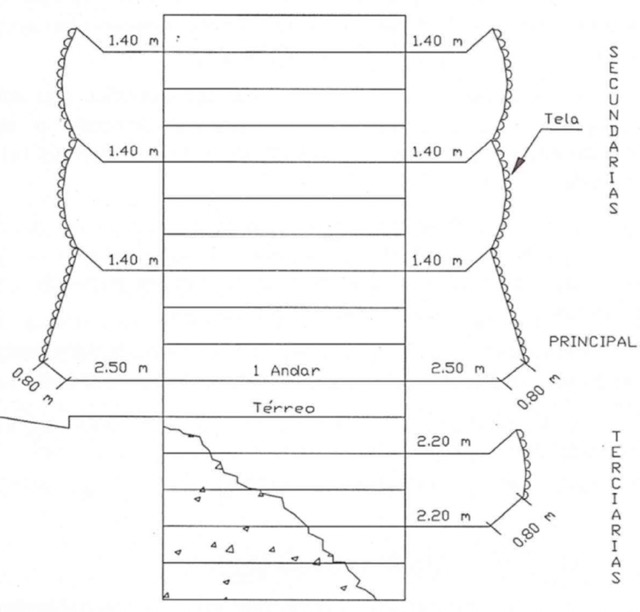 1.40 m
1.40 m
SECUNDARIAS
Tela
1.40 m
1.40 m
1.40 m
1.40 m
PRINCIPAL
0.80 m
2.50 m
1 Andar
2.50 m
0.80 m
Térreo
2.20 m
TERCIARIAS
2.20 m
0.80 m